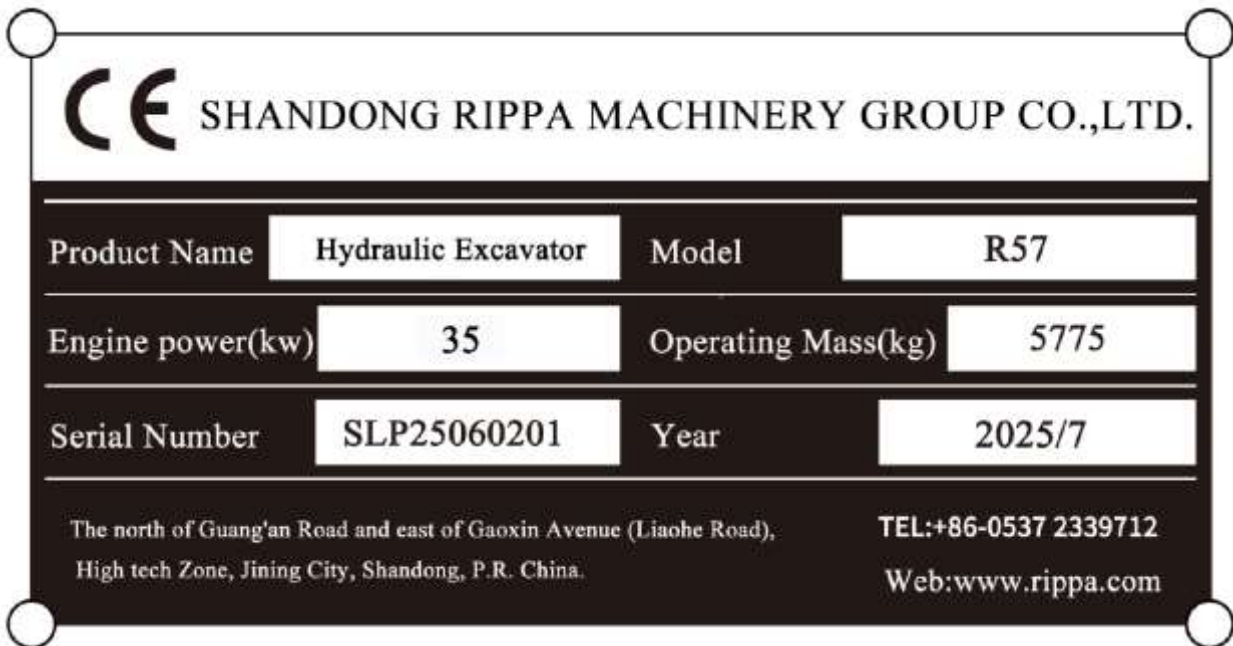 CE SHANDONG RIPPA MACHINERY GROUP CO.,LTD.
Product Name Hydraulic Excavator Model R57
Engine power(kw) 35 Operating Mass(kg) 5775
Serial Number SLP25060201 Year 2025/7
The north of Guang'an Road and east of Gaoxin Avenue (Liaohe Road), TEL:+86-0537 2339712
High tech Zone, Jining City, Shandong, P.R. China. Web:www.rippa.com